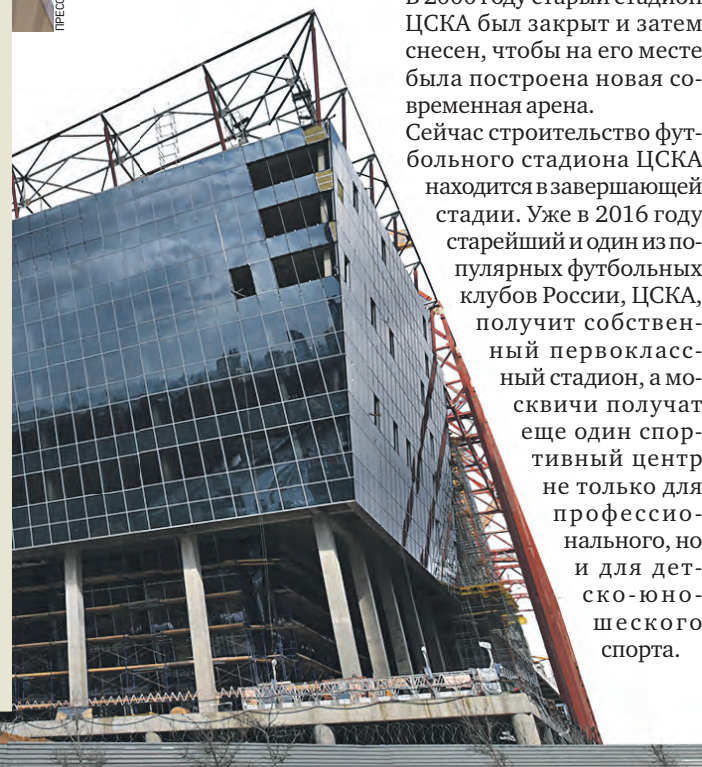 ПРЕСС
ЦСКА был закрыт и затем
снесен, чтобы на его месте
была построена новая со-
временная арена.
Сейчас строительство фут-
больного стадиона ЦСКА
находится в завершающей
стадии. Уже в 2016 году
старейший и один из по-
пулярных футбольных
клубов России, ЦСКА,
получит собствен-
ный первокласс-
ный стадион, а мо-
сквичи получат
еще один спор-
тивный центр
не только для
профессио-
нального, но
и для дет-
ско-юно-
шеского
спорта.